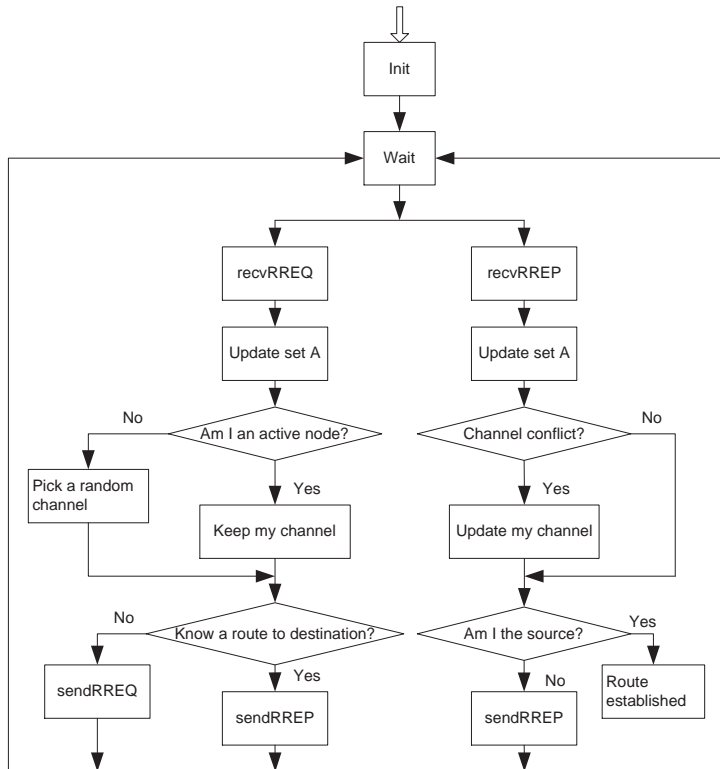 Init
Wait
recvRREQ
recvRREP
Update set A
Update set A
No
Am I an active node?
Channel conflict?
No
Pick a random
channel
Yes
Yes
Keep my channel
Update my channel
No
Know a route to destination?
Am I the source?
Yes
sendRREQ
Yes
No
Route
established
sendRREP
sendRREP